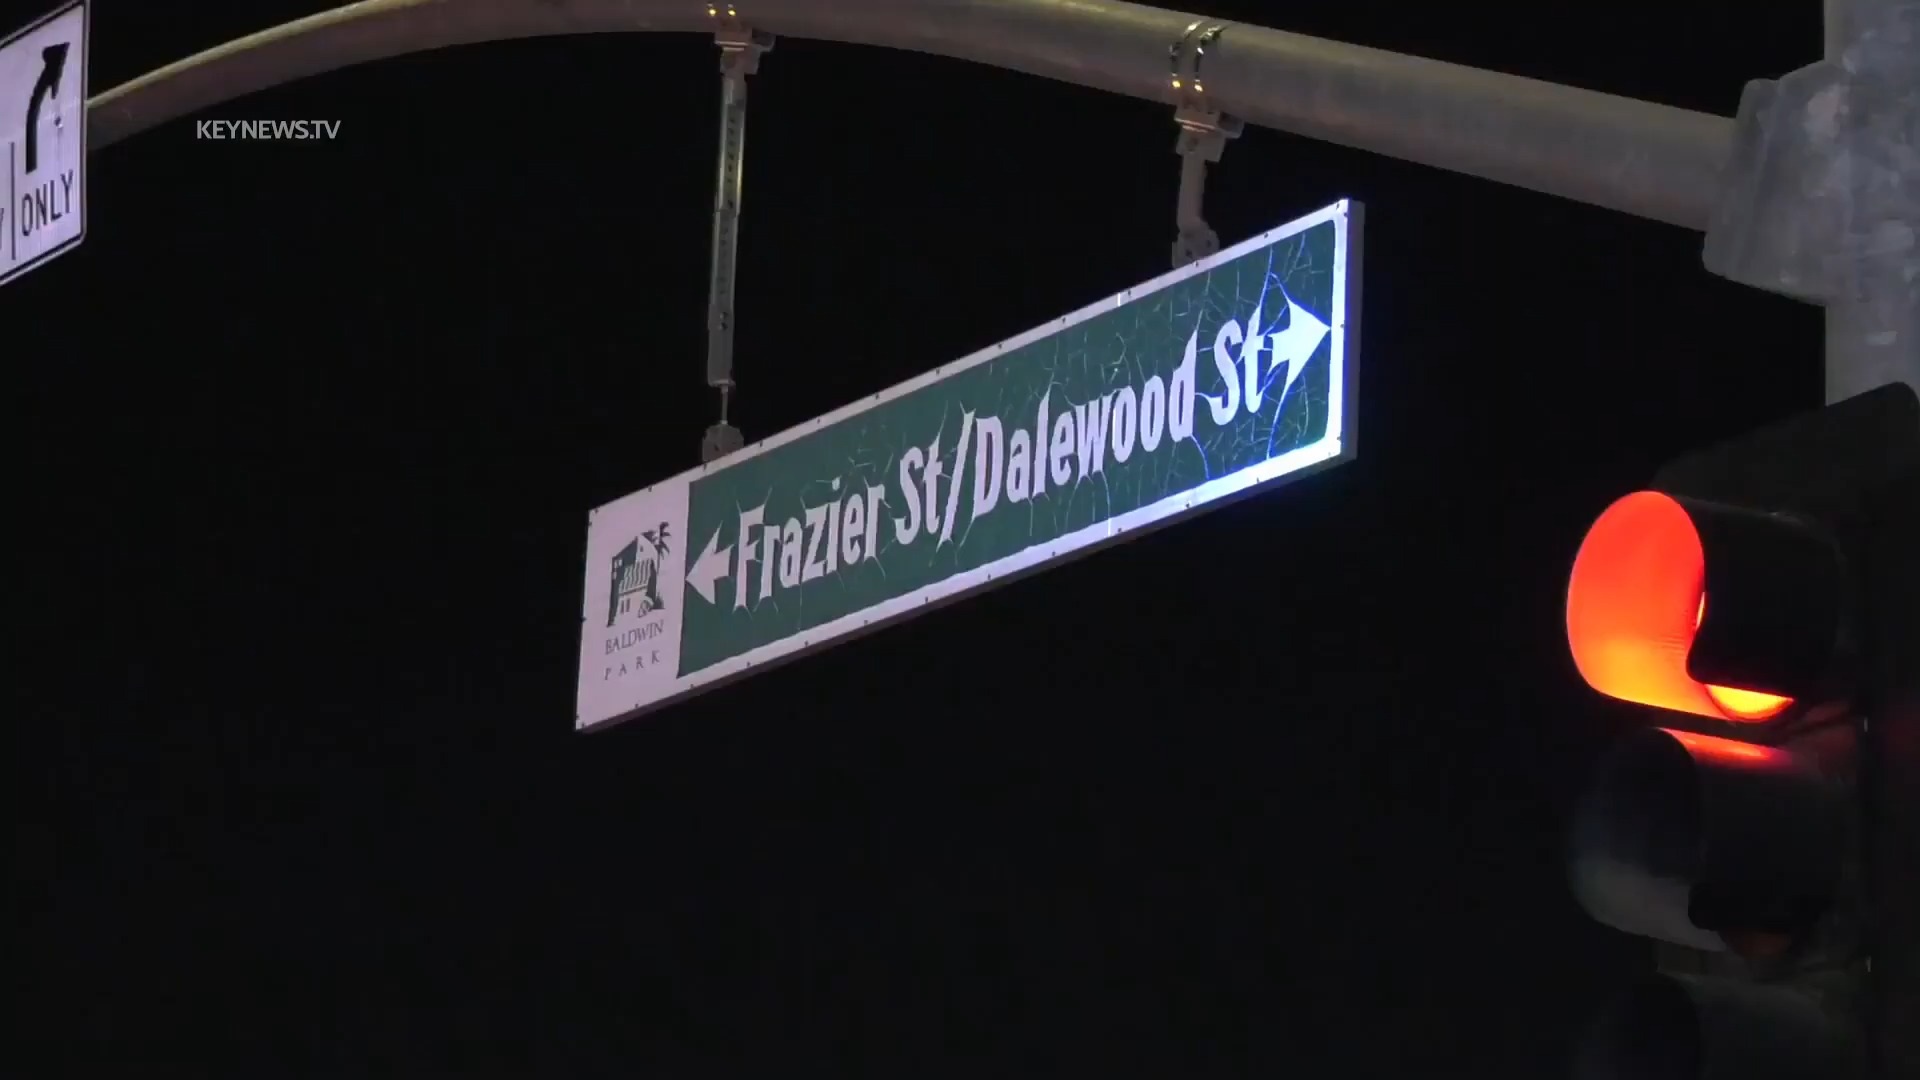 KEYNEWS.TV
ONLY
Frazier St/Dalewood St
&
BALDWIN
PARK